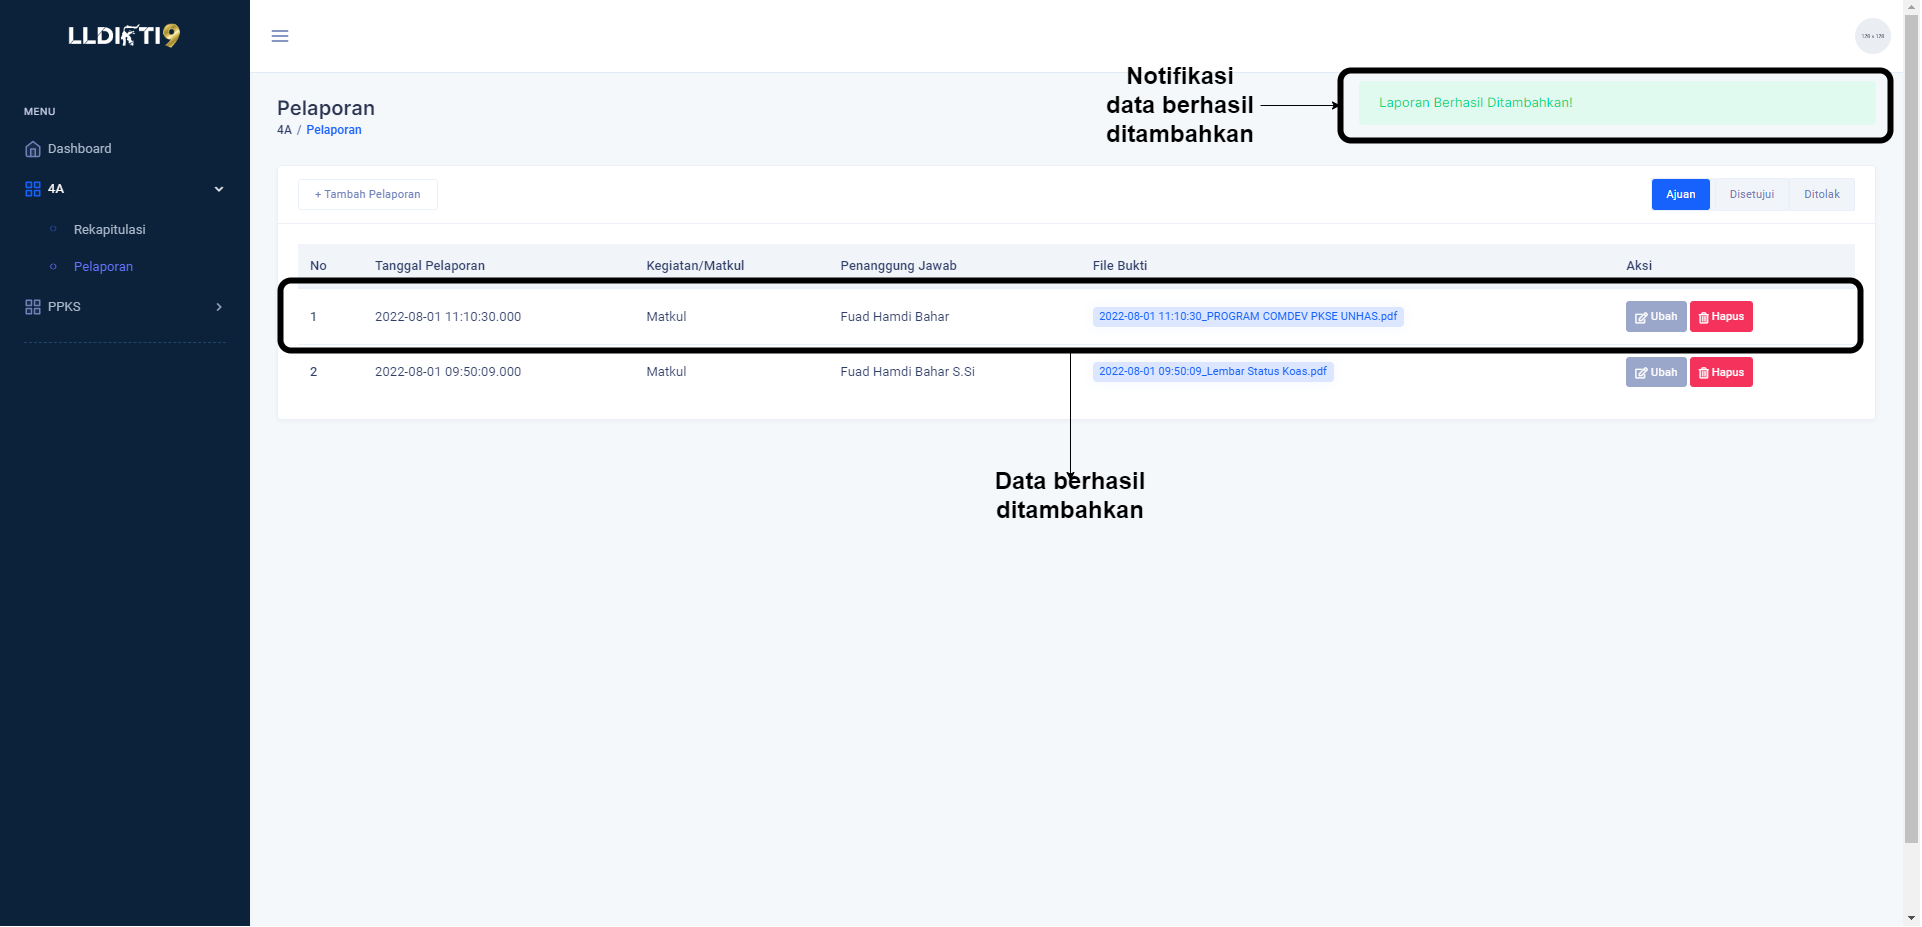 LLDIKTI9
MENU
Dashboard
4A
Rekapitulasi
Pelaporan
PPKS
128 x 128
Notifikasi
data berhasil
ditambahkan
Laporan Berhasil Ditambahkan!
Pelaporan
4A / Pelaporan
+ Tambah Pelaporan
Ajuan Disetujui Ditolak
No Tanggal Pelaporan Kegiatan/Matkul Penanggung Jawab File Bukti Aksi
1 2022-08-01 11:10:30.000 Matkul Fuad Hamdi Bahar 2022-08-01 11:10:30_PROGRAM COMDEV PKSE UNHAS.pdf Ubah Hapus
2 2022-08-01 09:50:09.000 Matkul Fuad Hamdi Bahar S.Si 2022-08-01 09:50:09_Lembar Status Koas.pdf Ubah Hapus
Data berhasil
ditambahkan